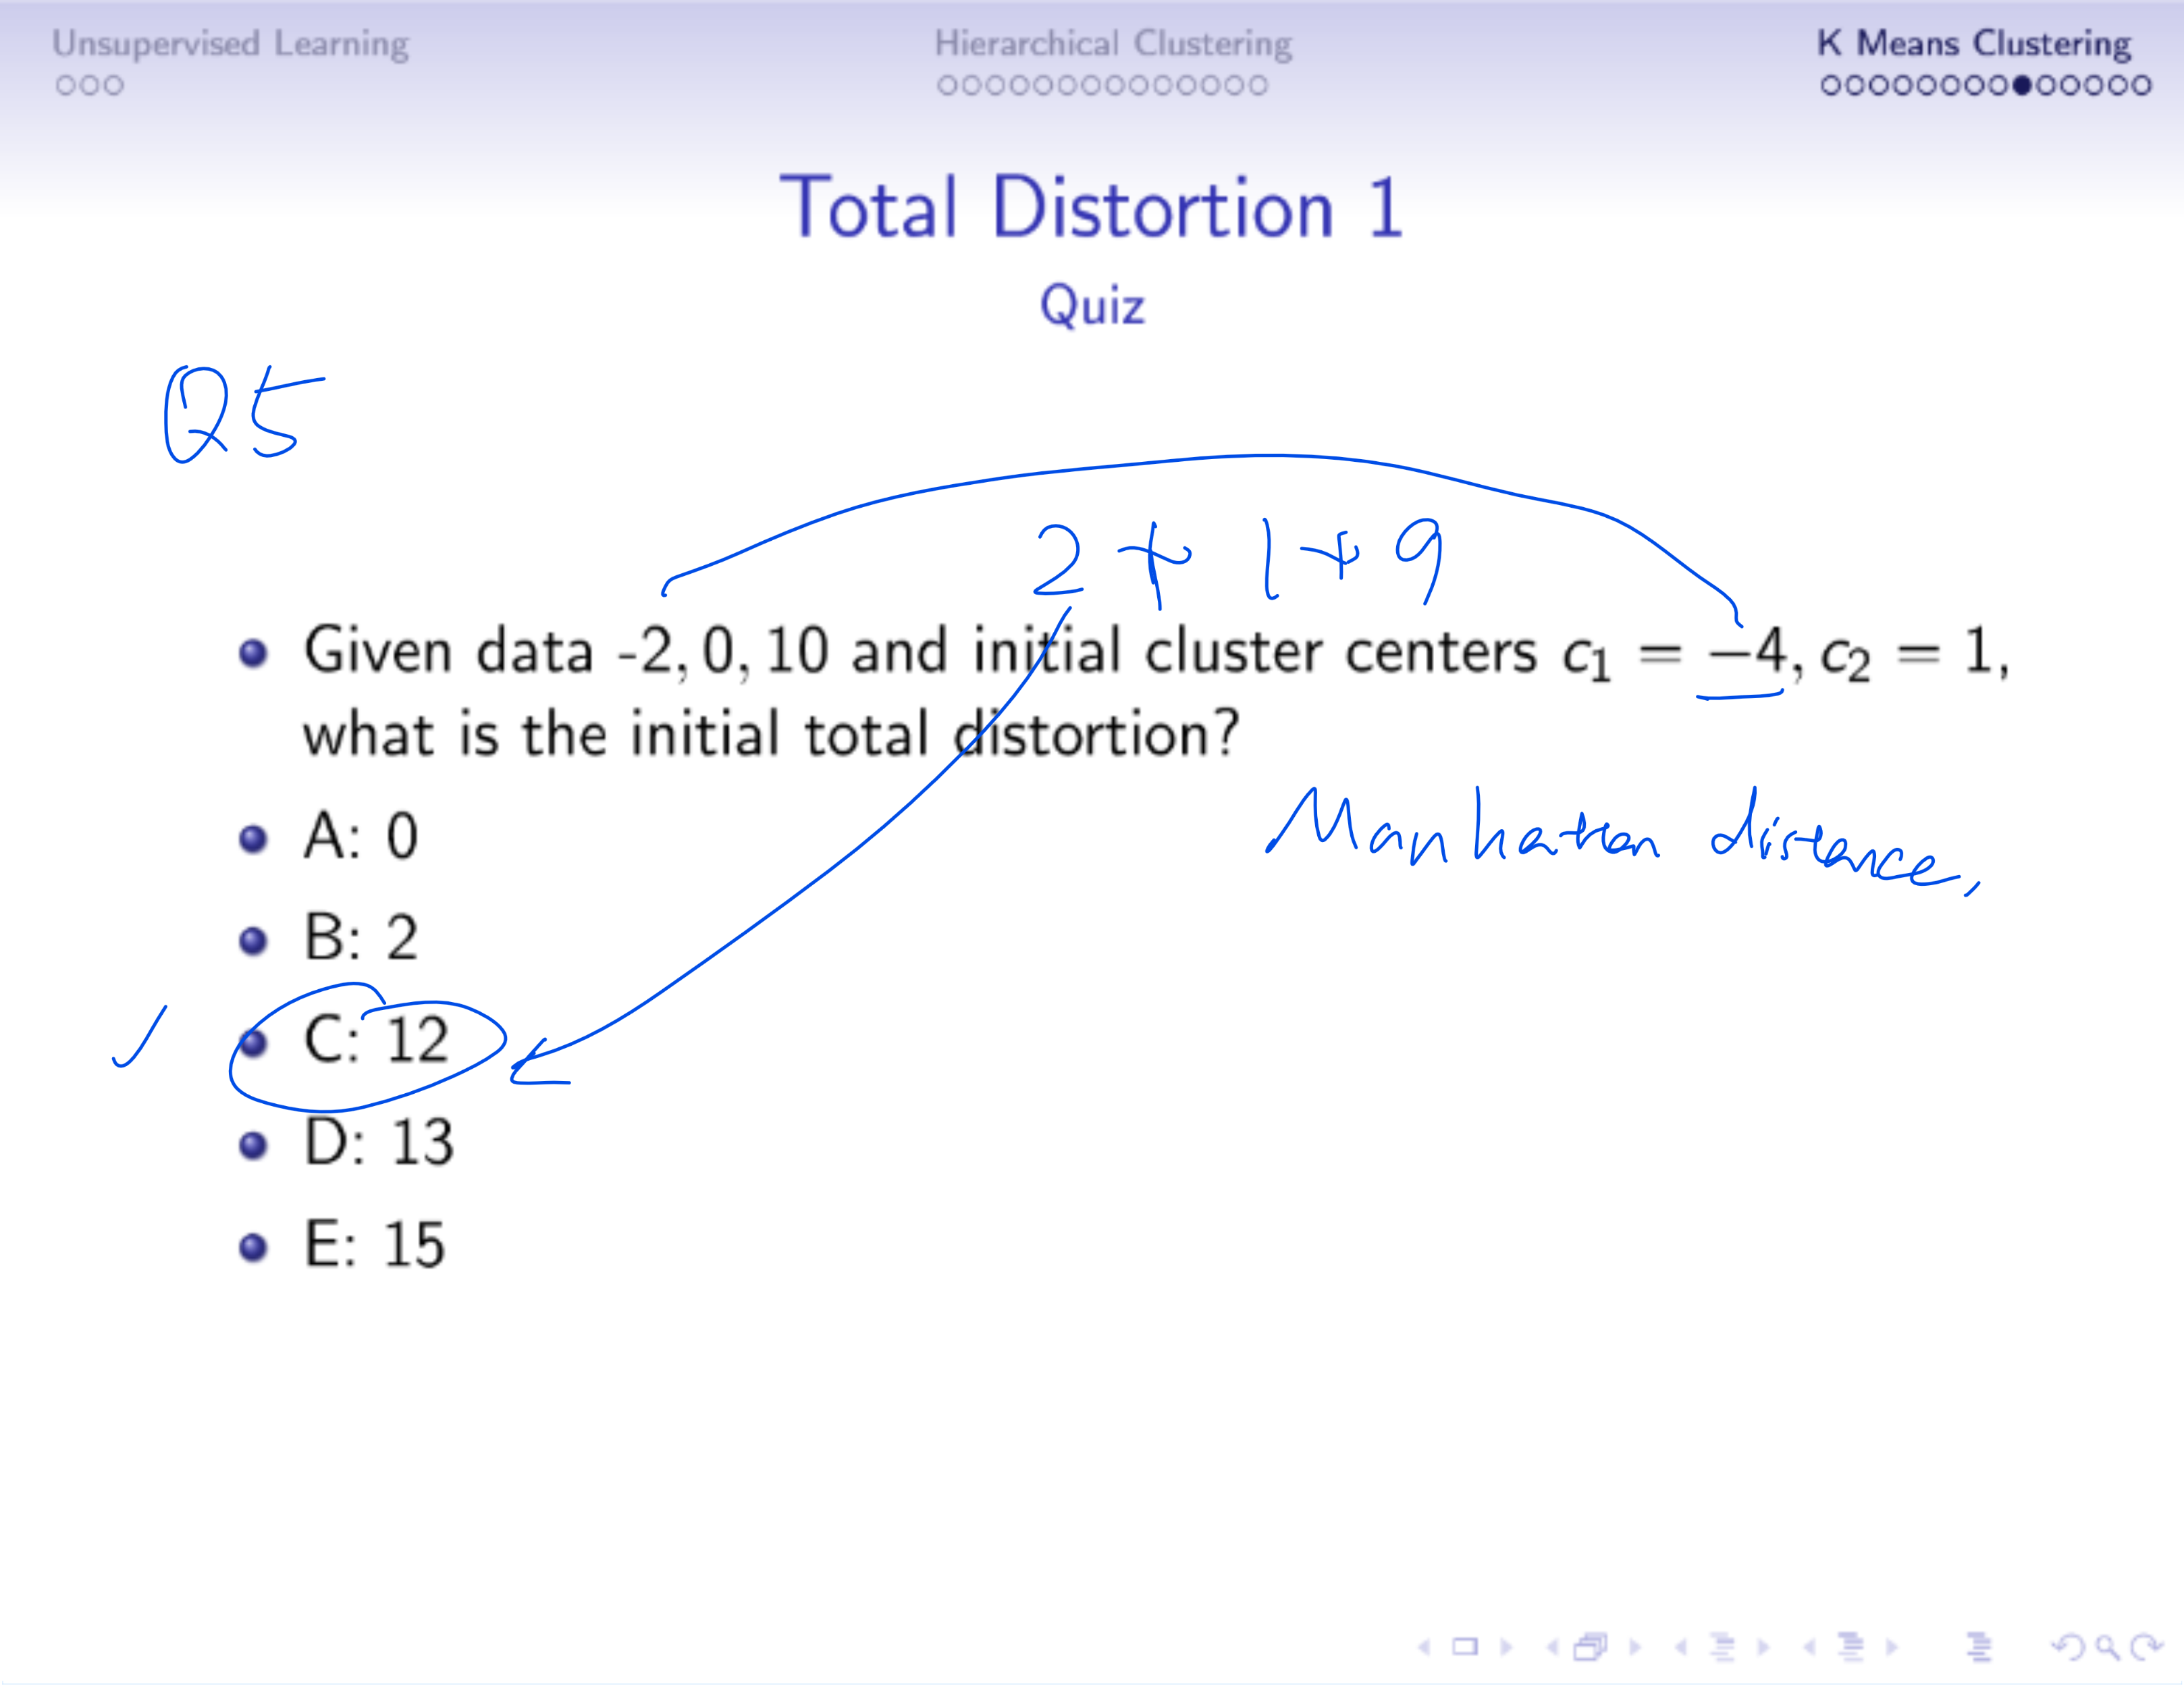 Unsupervised Learning
Hierarchical Clustering
K Means Clustering
Total Distortion 1
Quiz
Q5
2 + 1 + 9
Given data -2, 0, 10 and initial cluster centers c₁ = −4, c₂ = 1,
what is the initial total distortion?
Manhattan distance,
A: 0
B: 2
C: 12
D: 13
E: 15